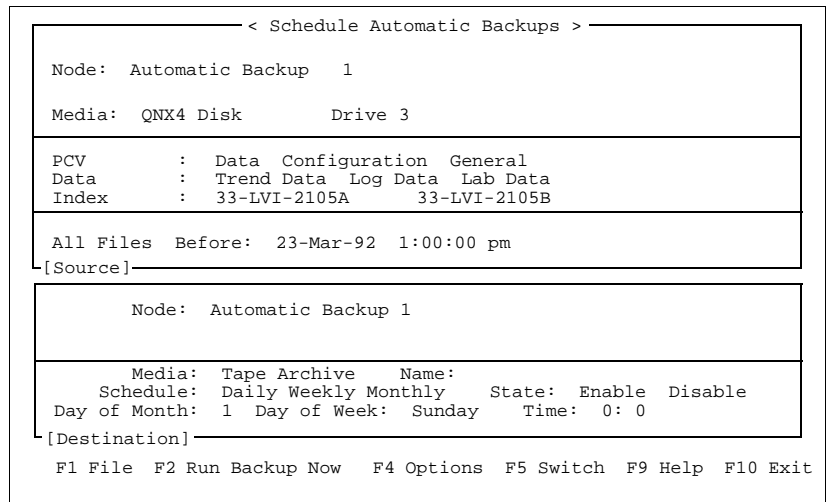 < Schedule Automatic Backups >
Node: Automatic Backup 1
Media: QNX4 Disk Drive 3
PCV : Data Configuration General
Data : Trend Data Log Data Lab Data
Index : 33-LVI-2105A 33-LVI-2105B
All Files Before: 23-Mar-92 1:00:00 pm
[Source]
Node: Automatic Backup 1
Media: Tape Archive Name:
Schedule: Daily Weekly Monthly State: Enable Disable
Day of Month: 1 Day of Week: Sunday Time: 0: 0
[Destination]
F1 File F2 Run Backup Now F4 Options F5 Switch F9 Help F10 Exit